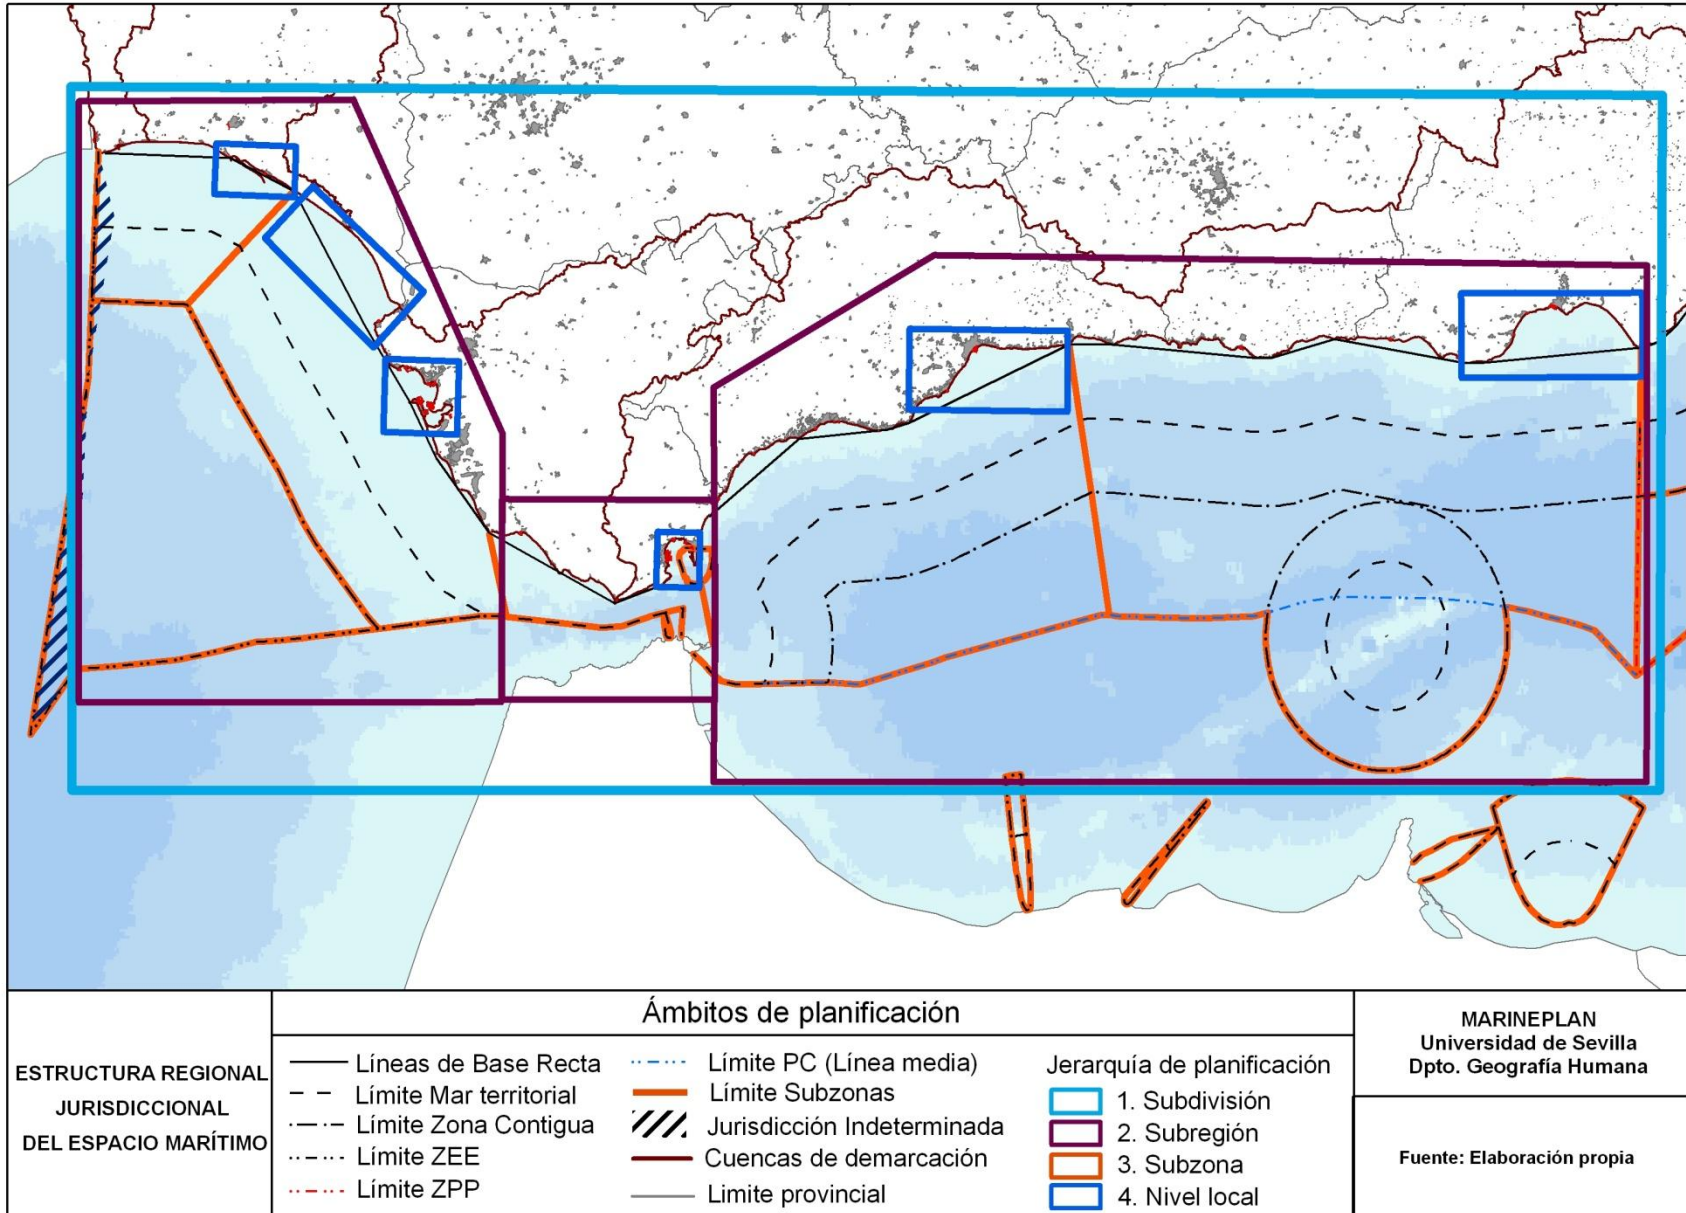 ESTRUCTURA REGIONAL
JURISDICCIONAL
DEL ESPACIO MARÍTIMO
Ámbitos de planificación
Líneas de Base Recta
Límite Mar territorial
Límite Zona Contigua
Límite ZEE
Límite ZPP
Límite PC (Línea media)
Límite Subzonas
Jurisdicción Indeterminada
Cuencas de demarcación
Limite provincial
Jerarquía de planificación
1. Subdivisión
2. Subregión
3. Subzona
4. Nivel local
MARINEPLAN
Universidad de Sevilla
Dpto. Geografía Humana
Fuente: Elaboración propia